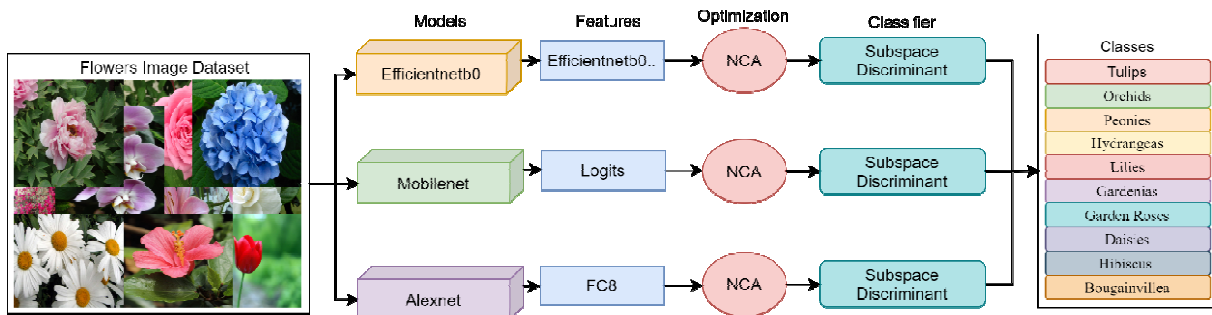 Models
Features
Optimization
Classifier
Flowers Image Dataset
Efficientnetb0
Efficientnetb0..
NCA
Subspace
Discriminant
Mobilenet
Logits
NCA
Subspace
Discriminant
Alexnet
FC8
NCA
Subspace
Discriminant
Classes
Tulips
Orchids
Peonies
Hydrangeas
Lilies
Gardenias
Garden Roses
Daisies
Hibiscus
Bougainvillea